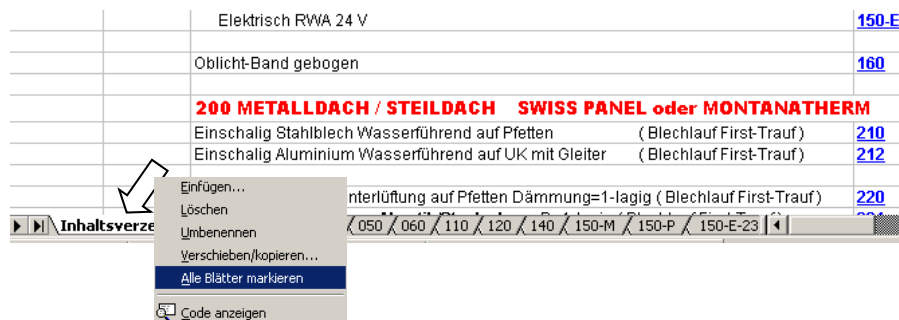 Elektrisch RWA 24 V 150-E
Oblicht-Band gebogen 160
200 METALLDACH / STEILDACH SWISS PANEL oder MONTANATHERM
Einschalig Stahlblech Wasserführend auf Pfetten ( Blechlauf First-Trauf ) 210
Einschalig Aluminium Wasserführend auf UK mit Gleiter ( Blechlauf First-Trauf ) 212
nterlüftung auf Pfetten Dämmung=1-lagig ( Blechlauf First-Trauf ) 220
Inhaltsverze 050 / 060 / 110 / 120 / 140 / 150-M / 150-P / 150-E-23
Einfügen...
Löschen
Umbenennen
Verschieben/kopieren...
Alle Blätter markieren
Code anzeigen